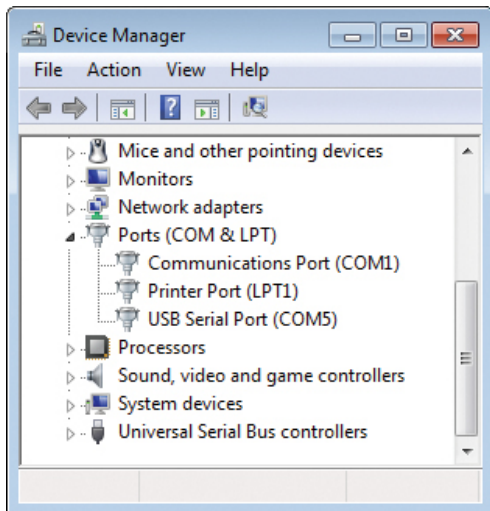 Device Manager
File Action View Help
Mice and other pointing devices
Monitors
Network adapters
Ports (COM & LPT)
Communications Port (COM1)
Printer Port (LPT1)
USB Serial Port (COM5)
Processors
Sound, video and game controllers
System devices
Universal Serial Bus controllers